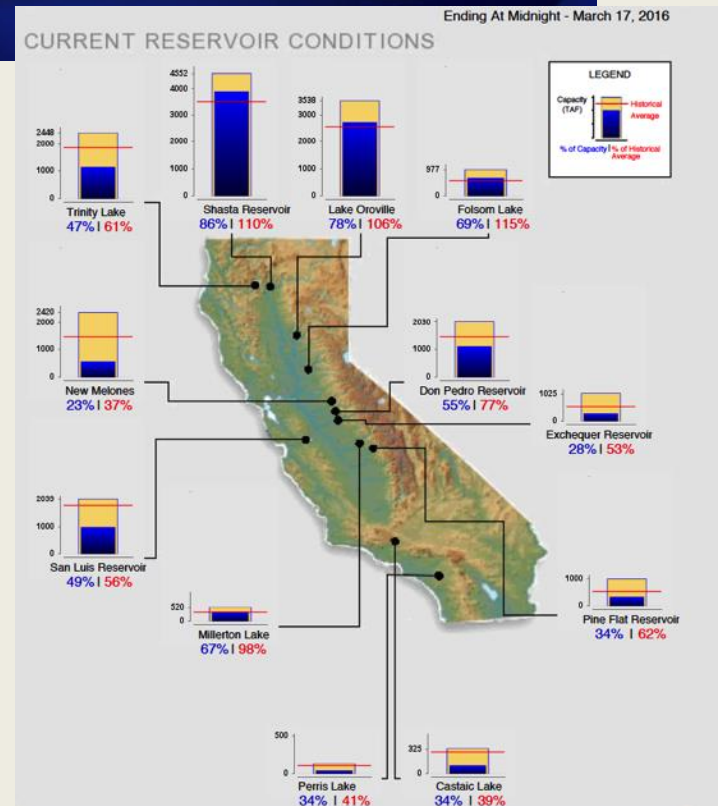 Ending At Midnight - March 17, 2016
CURRENT RESERVOIR CONDITIONS
LEGEND
Capacity
(TAF)
Historical
Average
% of Capacity | % of Historical
Average
2448
2000
1000
0
Trinity Lake
47% | 61%
4552
4000
3000
2000
1000
0
Shasta Reservoir
86% | 110%
3538
3000
2000
1000
0
Lake Oroville
78% | 106%
977
0
Folsom Lake
69% | 115%
2420
2000
1000
0
New Melones
23% | 37%
2030
1000
0
Don Pedro Reservoir
55% | 77%
1025
0
Exchequer Reservoir
28% | 53%
2039
1000
0
San Luis Reservoir
49% | 56%
520
0
Millerton Lake
67% | 98%
1000
0
Pine Flat Reservoir
34% | 62%
500
0
Perris Lake
34% | 41%
325
0
Castaic Lake
34% | 39%